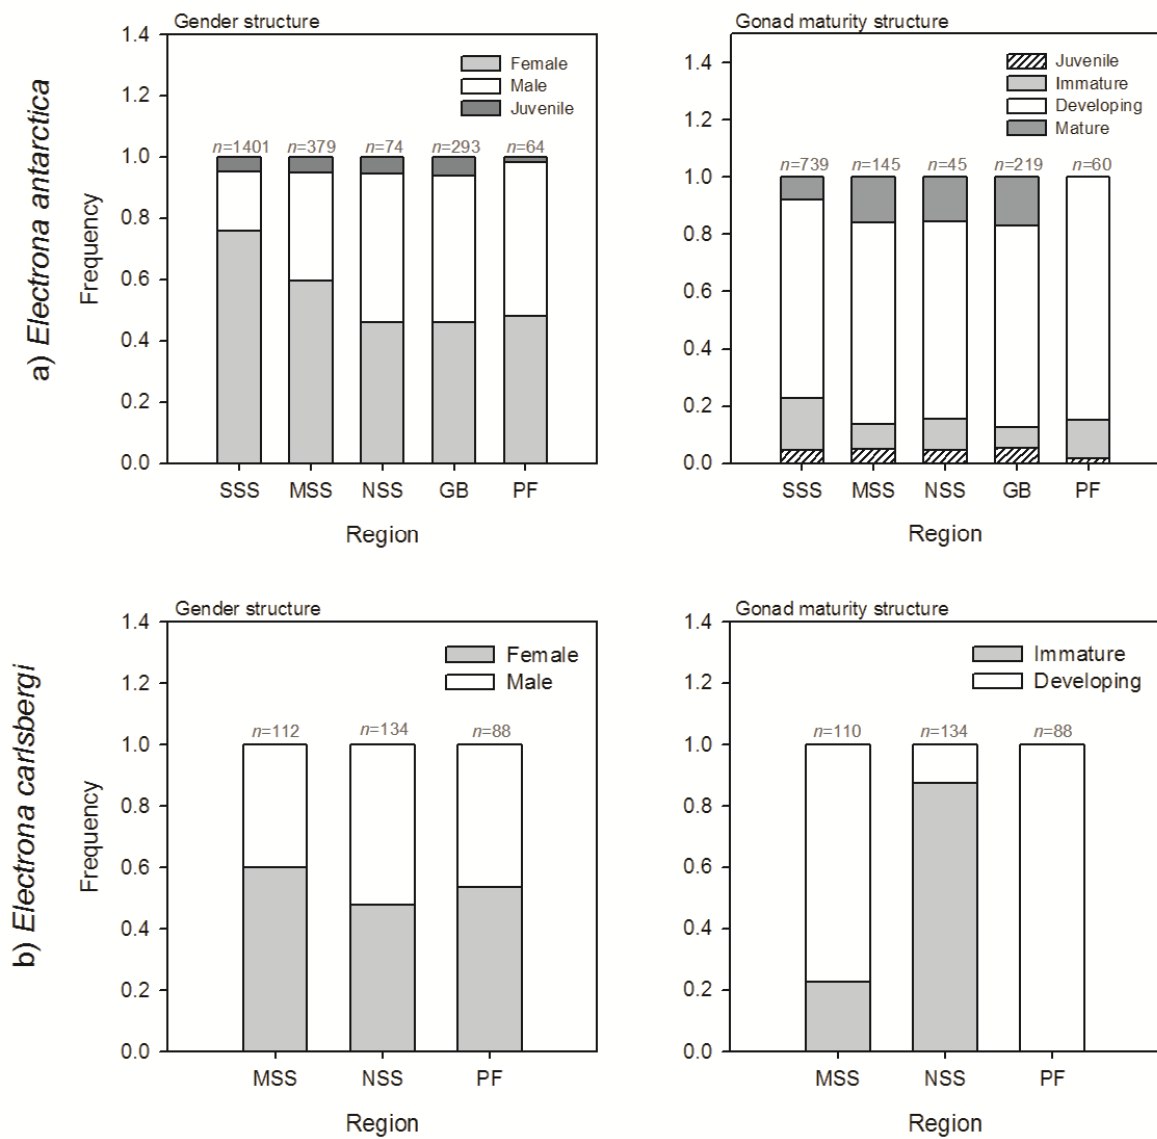 a) Electrona antarctica
Gender structure
Frequency
1.4
1.2
1.0
0.8
0.6
0.4
0.2
0.0
Female
Male
Juvenile
n=1401 n=379 n=74 n=293 n=64
SSS MSS NSS GB PF
Region
Gonad maturity structure
1.4
1.2
1.0
0.8
0.6
0.4
0.2
0.0
Juvenile
Immature
Developing
Mature
n=739 n=145 n=45 n=219 n=60
SSS MSS NSS GB PF
Region
b) Electrona carlsbergi
Gender structure
Frequency
1.4
1.2
1.0
0.8
0.6
0.4
0.2
0.0
Female
Male
n=112 n=134 n=88
MSS NSS PF
Region
Gonad maturity structure
1.4
1.2
1.0
0.8
0.6
0.4
0.2
0.0
Immature
Developing
n=110 n=134 n=88
MSS NSS PF
Region